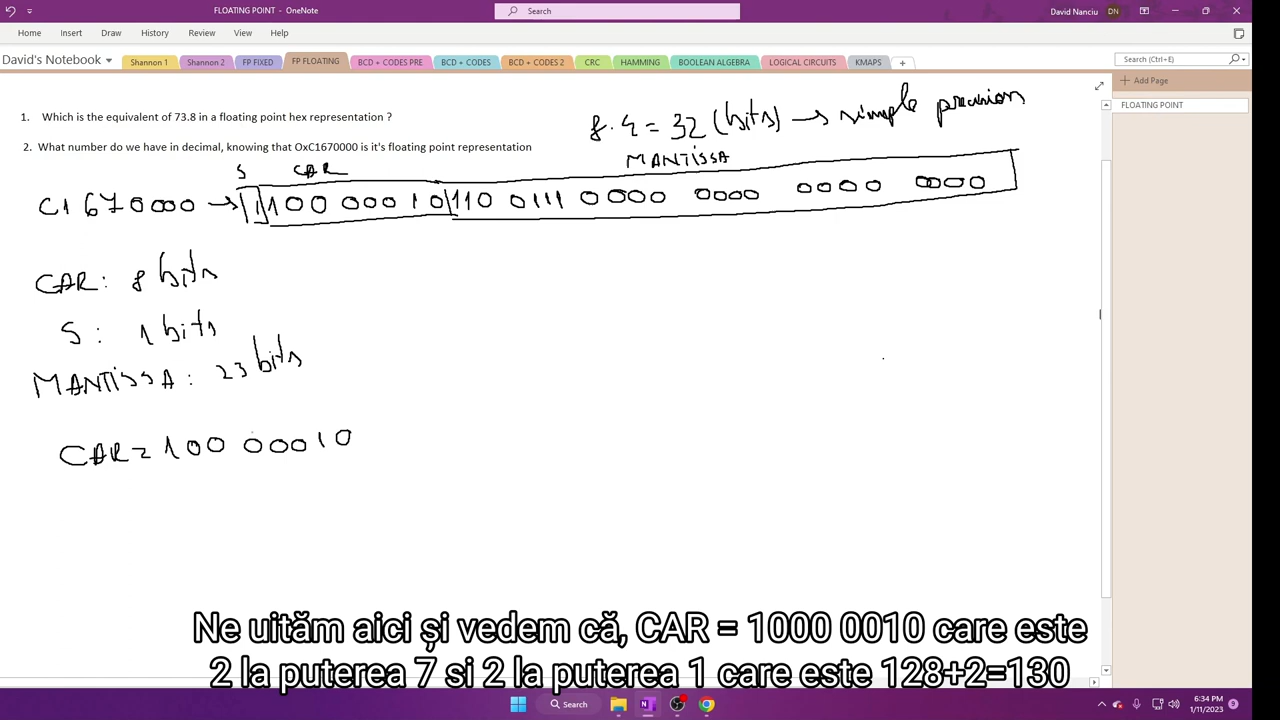 FLOATING POINT - OneNote
Search
David Nanciu DN
Home Insert Draw History Review View Help
David's Notebook
Shannon 1 Shannon 2 FP FIXED FP FLOATING BCD + CODES PRE BCD + CODES BCD + CODES 2 CRC HAMMING BOOLEAN ALGEBRA LOGICAL CIRCUITS KMAPS +
Search (Ctrl+E)
Add Page
FLOATING POINT
1. Which is the equivalent of 73.8 in a floating point hex representation ?
8.4 = 32 (bits) → simple precision
2. What number do we have in decimal, knowing that OxC1670000 is it's floating point representation
S CAR MANTISSA
C1670000 → 1 100 0001 0 110 0111 0000 0000 0000 0000
CAR: 8 bits
S: 1 bits
MANTISSA: 23 bits
CAR = 100 00010
Ne uităm aici și vedem că, CAR = 1000 0010 care este
2 la puterea 7 si 2 la puterea 1 care este 128+2=130
Search
6:34 PM
1/11/2023